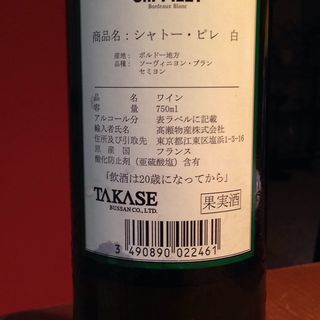 CH. PILET
Bordeaux Blanc
商品名：シャトー・ピレ 白
産地： ボルドー地方
品種： ソーヴィニヨン・ブラン
セミヨン
品 名 ワイン
容 量 750ml
アルコール分 表ラベルに記載
輸入者氏名 高瀬物産株式会社
住所及び引取先 東京都江東区塩浜1-3-16
原 産 国 フランス
酸化防止剤（亜硫酸塩）含有
「飲酒は20歳になってから」
TAKASE
BUSSAN CO., LTD.
果実酒
3 490890 022461